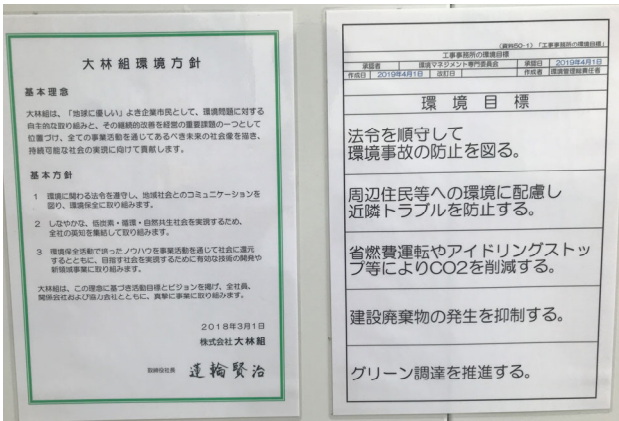 大林組環境方針
基本理念
大林組は、「地球に優しい」よき企業市民として、環境問題に対する
自主的な取り組みと、その継続的改善を経営の重要課題の一つとして
位置づけ、全ての事業活動を通じてあるべき未来の社会像を描き、
持続可能な社会の実現に向けて貢献します。
基本方針
1 環境に関わる法令を遵守し、地域社会とのコミュニケーションを
図り、環境保全に取り組みます。
2 しなやかな、低炭素・循環・自然共生社会を実現するため、
全社の英知を集結して取り組みます。
3 環境保全活動で培ったノウハウを事業活動を通じて社会に還元
するとともに、目指す社会を実現するために有効な技術の開発や
新領域事業に取り組みます。
大林組は、この理念に基づき活動目標とビジョンを掲げ、全社員、
関係会社および協力会社とともに、真摯に事業に取り組みます。
2018年3月1日
株式会社大林組
取締役社長 蓮輪賢治
(資料50-1) 「工事事務所の環境目標」
工事事務所の環境目標
承認者 環境マネジメント専門委員会 承認日 2019年4月1日
作成日 2019年4月1日 改訂日 作成者 環境管理総責任者
環境目標
法令を順守して
環境事故の防止を図る。
周辺住民等への環境に配慮し
近隣トラブルを防止する。
省燃費運転やアイドリングストッ
プ等によりCO2を削減する。
建設廃棄物の発生を抑制する。
グリーン調達を推進する。